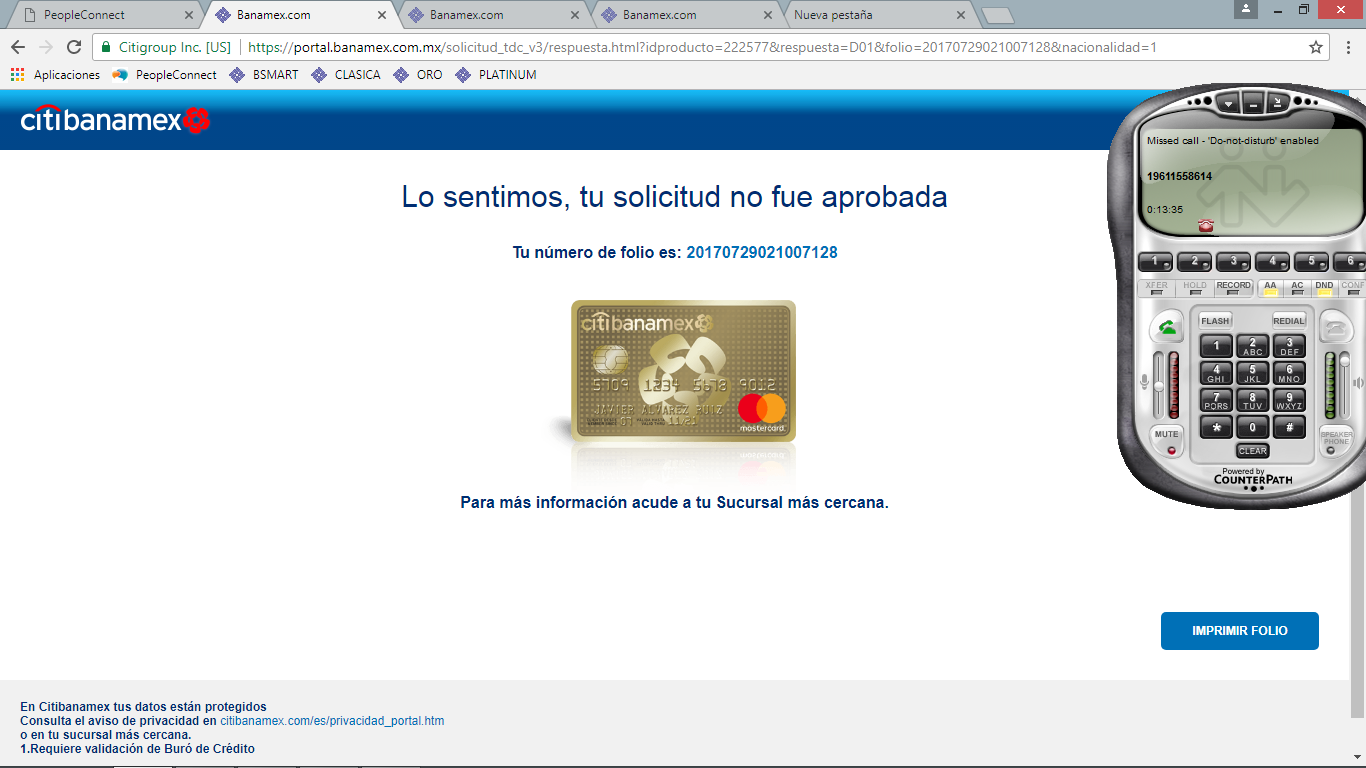 PeopleConnect
Banamex.com
Banamex.com
Banamex.com
Nueva pestaña
Citigroup Inc. [US]
https://portal.banamex.com.mx/solicitud_tdc_v3/respuesta.html?idproducto=222577&respuesta=D01&folio=20170729021007128&nacionalidad=1
Aplicaciones
PeopleConnect
BSMART
CLASICA
ORO
PLATINUM
citibanamex
Lo sentimos, tu solicitud no fue aprobada
Tu número de folio es: 20170729021007128
citibanamex
5709 1234 5678 9012
JAVIER ALVAREZ RUIZ
07 11/21
mastercard
Para más información acude a tu Sucursal más cercana.
IMPRIMIR FOLIO
En Citibanamex tus datos están protegidos
Consulta el aviso de privacidad en citibanamex.com/es/privacidad_portal.htm
o en tu sucursal más cercana.
1.Requiere validación de Buró de Crédito
Missed call - 'Do-not-disturb' enabled
19611558614
0:13:35
1 2 3 4 5 6
XFER HOLD RECORD AA AC DND CONF
FLASH REDIAL
1 2 ABC 3 DEF
4 GHI 5 JKL 6 MNO
7 PQRS 8 TUV 9 WXYZ
* 0 #
CLEAR
MUTE
SPEAKER PHONE
Powered by
COUNTERPATH